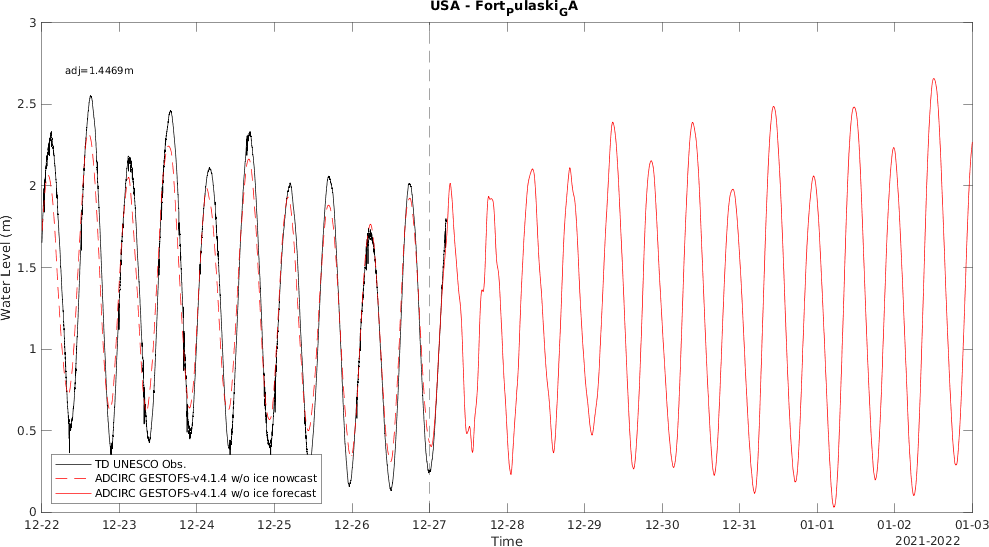 USA - FortPulaskiGA
adj=1.4469m
Water Level (m)
3
2.5
2
1.5
1
0.5
0
TD UNESCO Obs.
ADCIRC GESTOFS-v4.1.4 w/o ice nowcast
ADCIRC GESTOFS-v4.1.4 w/o ice forecast
12-22 12-23 12-24 12-25 12-26 12-27 12-28 12-29 12-30 12-31 01-01 01-02 01-03
Time
2021-2022